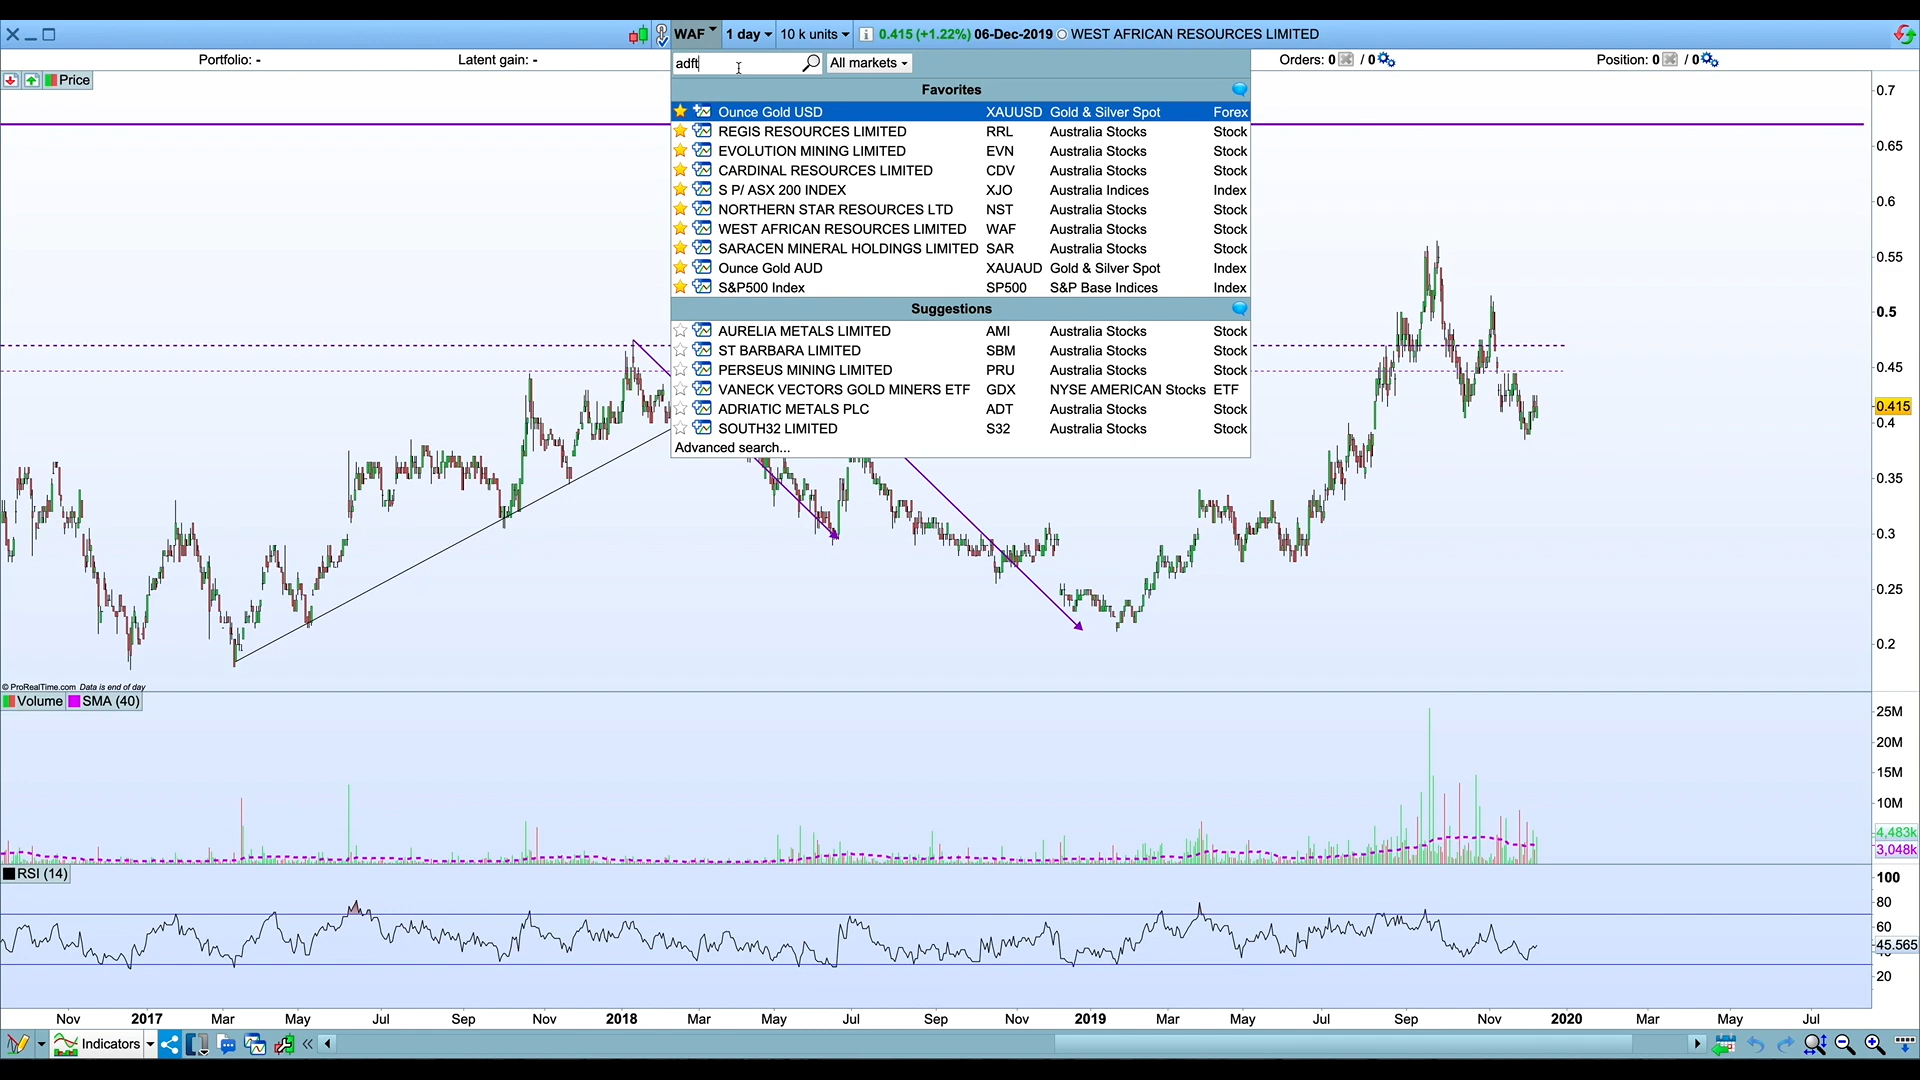 WAF 1 day 10 k units 0.415 (+1.22%) 06-Dec-2019 WEST AFRICAN RESOURCES LIMITED
Portfolio: - Latent gain: - adft All markets Orders: 0 / 0 Position: 0 / 0
Price
Favorites
Ounce Gold USD XAUUSD Gold & Silver Spot Forex
REGIS RESOURCES LIMITED RRL Australia Stocks Stock
EVOLUTION MINING LIMITED EVN Australia Stocks Stock
CARDINAL RESOURCES LIMITED CDV Australia Stocks Stock
S P/ ASX 200 INDEX XJO Australia Indices Index
NORTHERN STAR RESOURCES LTD NST Australia Stocks Stock
WEST AFRICAN RESOURCES LIMITED WAF Australia Stocks Stock
SARACEN MINERAL HOLDINGS LIMITED SAR Australia Stocks Stock
Ounce Gold AUD XAUAUD Gold & Silver Spot Index
S&P500 Index SP500 S&P Base Indices Index
Suggestions
AURELIA METALS LIMITED AMI Australia Stocks Stock
ST BARBARA LIMITED SBM Australia Stocks Stock
PERSEUS MINING LIMITED PRU Australia Stocks Stock
VANECK VECTORS GOLD MINERS ETF GDX NYSE AMERICAN Stocks ETF
ADRIATIC METALS PLC ADT Australia Stocks Stock
SOUTH32 LIMITED S32 Australia Stocks Stock
Advanced search...
0.7
0.65
0.6
0.55
0.5
0.45
0.415
0.4
0.35
0.3
0.25
0.2
© ProRealTime.com Data is end of day
Volume SMA (40)
25M
20M
15M
10M
4,483k
3,048k
RSI (14)
100
80
60
45.565
20
Nov 2017 Mar May Jul Sep Nov 2018 Mar May Jul Sep Nov 2019 Mar May Jul Sep Nov 2020 Mar May Jul
Indicators